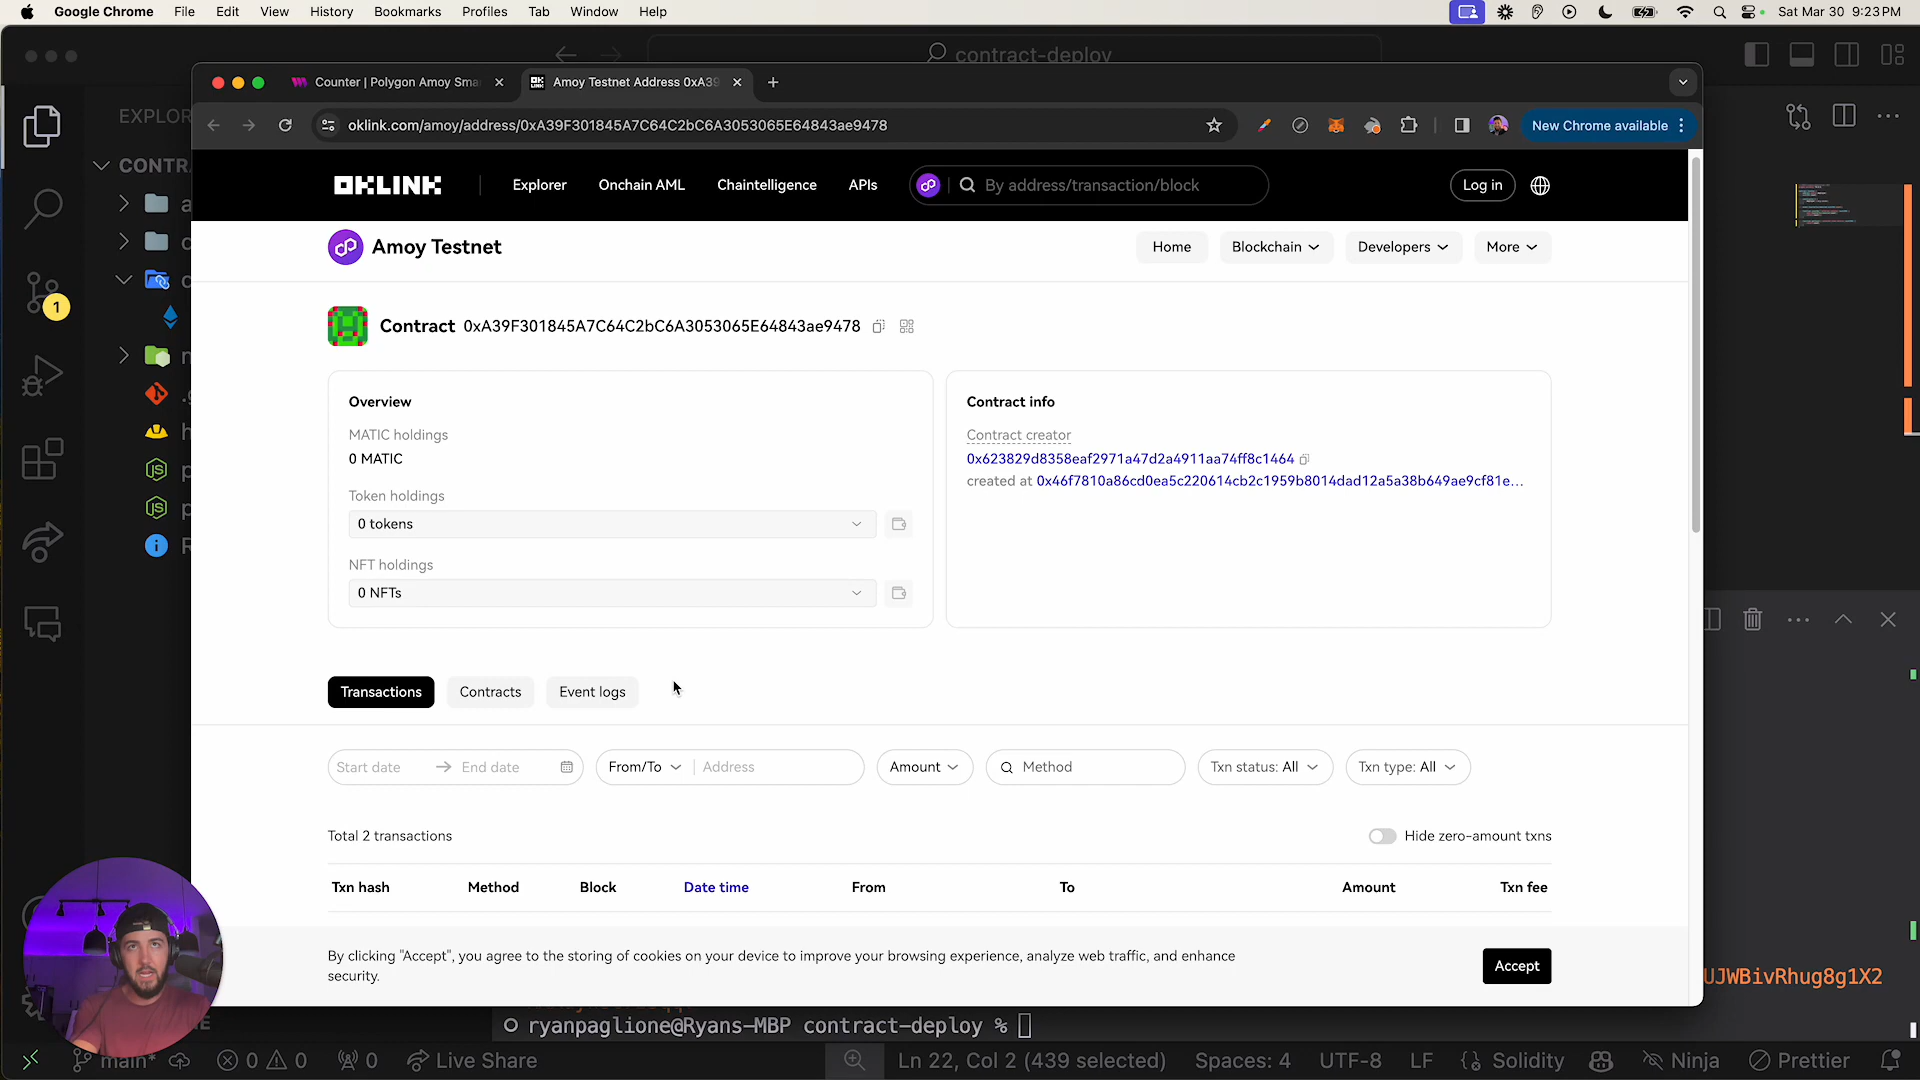 Google Chrome File Edit View History Bookmarks Profiles Tab Window Help
Sat Mar 30 9:23 PM
contract-deploy
Counter | Polygon Amoy Sma
Amoy Testnet Address 0xA39
oklink.com/amoy/address/0xA39F301845A7C64C2bC6A3053065E64843ae9478
New Chrome available
EXPLOR
CONTR
OKLINK
Explorer Onchain AML Chaintelligence APIs
By address/transaction/block
Log in
Amoy Testnet
Home Blockchain Developers More
Contract 0xA39F301845A7C64C2bC6A3053065E64843ae9478
Overview
MATIC holdings
0 MATIC
Token holdings
0 tokens
NFT holdings
0 NFTs
Contract info
Contract creator
0x623829d8358eaf2971a47d2a4911aa74ff8c1464
created at 0x46f7810a86cd0ea5c220614cb2c1959b8014dad12a5a38b649ae9cf81e...
1
Transactions Contracts Event logs
Start date End date From/To Address Amount Method Txn status: All Txn type: All
Total 2 transactions
Hide zero-amount txns
Txn hash Method Block Date time From To Amount Txn fee
By clicking "Accept", you agree to the storing of cookies on your device to improve your browsing experience, analyze web traffic, and enhance
security.
Accept
UJWBivRhug8g1X2
ryanpaglione@Ryans-MBP contract-deploy %
main* 0 0 0 Live Share Ln 22, Col 2 (439 selected) Spaces: 4 UTF-8 LF Solidity Ninja Prettier